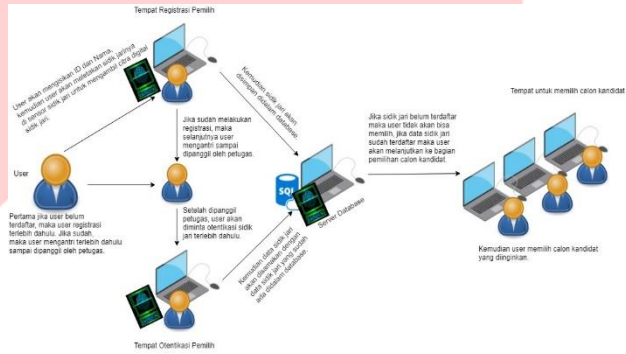 Tempat Registrasi Pemilih
User akan mengisikan ID dan Nama,
kemudian user akan meletakan sidik jarinya
di sensor sidik jari untuk mengambil citra digital
sidik jari.
Kemudian sidik jari akan
disimpan didalam database.
Jika sudah melakukan
registrasi, maka
selanjutnya user
mengantri sampai
dipanggil oleh petugas.
User
Pertama jika user belum
terdaftar, maka user registrasi
terlebih dahulu. Jika sudah,
maka user mengantri terlebih dahulu
sampai dipanggil oleh petugas.
Setelah dipanggil
petugas, user akan
diminta otentikasi sidik
jari terlebih dahulu.
SQL
Server Database
Kemudian data sidik jari
akan disamakan dengan
data sidik jari yang sudah
ada didalam database.
Tempat Otentikasi Pemilih
Jika sidik jari belum terdaftar
maka user tidak akan bisa
memilih, jika data sidik jari
sudah terdaftar maka user
akan melanjutkan ke bagian
pemilihan calon kandidat.
Tempat untuk memilih calon kandidat
Kemudian user memilih calon kandidat
yang diinginkan.